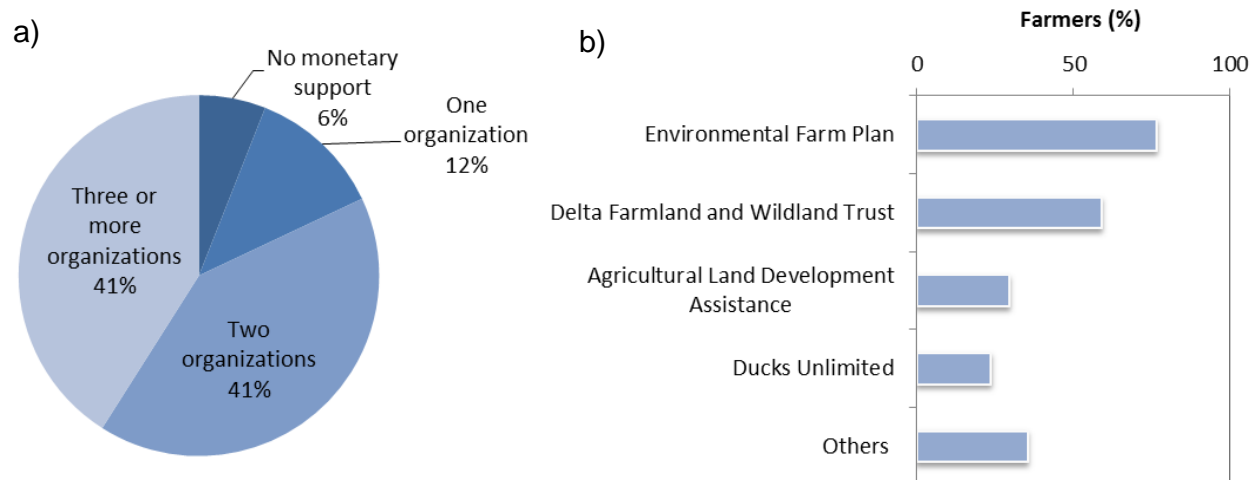 a)
No monetary
support
6%
One
organization
12%
Three or
more
organizations
41%
Two
organizations
41%
b)
Farmers (%)
0 50 100
Environmental Farm Plan
Delta Farmland and Wildland Trust
Agricultural Land Development
Assistance
Ducks Unlimited
Others